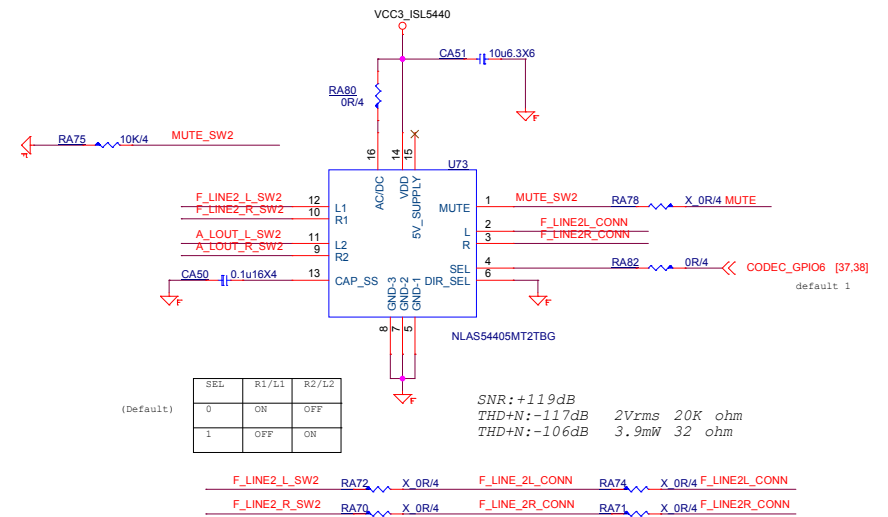 VCC3_ISL5440
CA51 10u6.3X6
RA80
0R/4
F
RA75 10K/4 MUTE_SW2
16 14 15
U73
AC/DC VDD 5V_SUPPLY
F_LINE2_L_SW2 12 L1
F_LINE2_R_SW2 10 R1
A_LOUT_L_SW2 11 L2
A_LOUT_R_SW2 9 R2
CA50 0.1u16X4 13 CAP_SS
F
MUTE 1 MUTE_SW2 RA78 X_0R/4 MUTE
L 2 F_LINE2L_CONN
R 3 F_LINE2R_CONN
SEL 4 RA82 0R/4 CODEC_GPIO6 [37,38]
DIR_SEL 6
default 1
F
GND-3 GND-2 GND-1
8 7 5
NLAS54405MT2TBG
F
SEL R1/L1 R2/L2
(Default) 0 ON OFF
1 OFF ON
SNR:+119dB
THD+N:-117dB 2Vrms 20K ohm
THD+N:-106dB 3.9mW 32 ohm
F_LINE2_L_SW2 RA72 X_0R/4 F_LINE_2L_CONN RA74 X_0R/4 F_LINE2L_CONN
F_LINE2_R_SW2 RA70 X_0R/4 F_LINE_2R_CONN RA71 X_0R/4 F_LINE2R_CONN